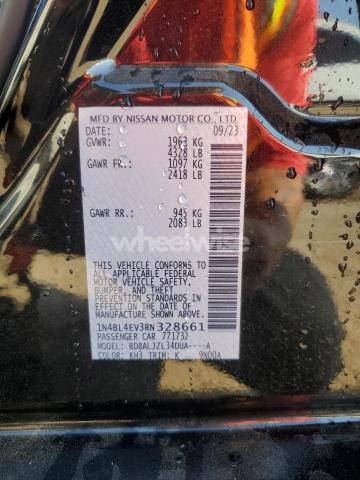 MFD BY NISSAN MOTOR CO., LTD
DATE: 09/23
GVWR: 1963 KG
4328 LB
GAWR FR: 1097 KG
2418 LB
GAWR RR: 945 KG
2083 LB
wheelwise
THIS VEHICLE CONFORMS TO ALL
APPLICABLE FEDERAL MOTOR VEHICLE SAFETY,
BUMPER, AND THEFT
PREVENTION STANDARDS
IN EFFECT ON THE DATE OF
MANUFACTURE SHOWN ABOVE.
1N4BL4EV3RN328661
PASSENGER CAR 771732
MODEL: BDBALJZL34DUA----A
COLOR: KH3 TRIM: K 9N00A